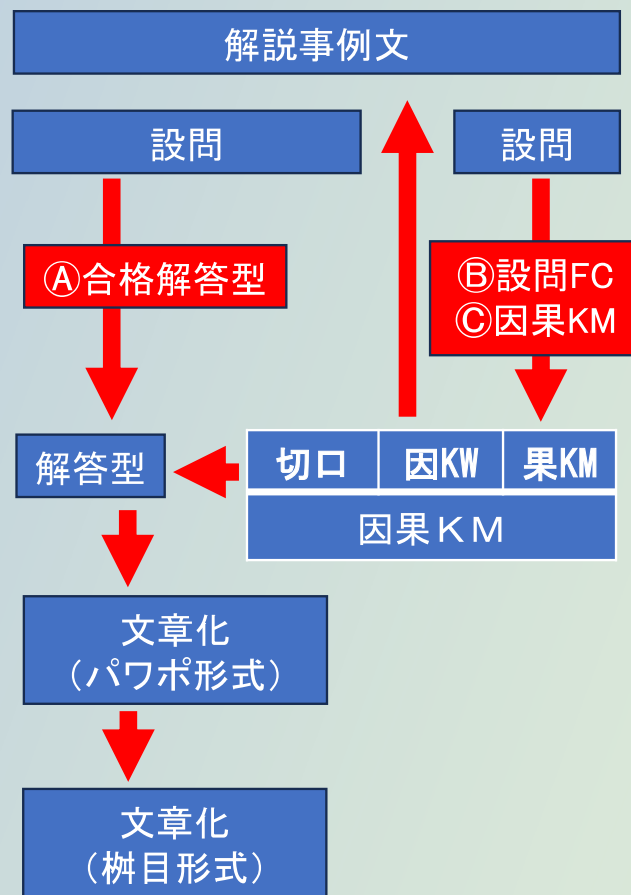 解説事例文
設問
設問
Ⓐ合格解答型
Ⓑ設問FC
Ⓒ因果KM
解答型
切口
因KW
果KM
因果ＫＭ
文章化
（パワポ形式）
文章化
（桝目形式）